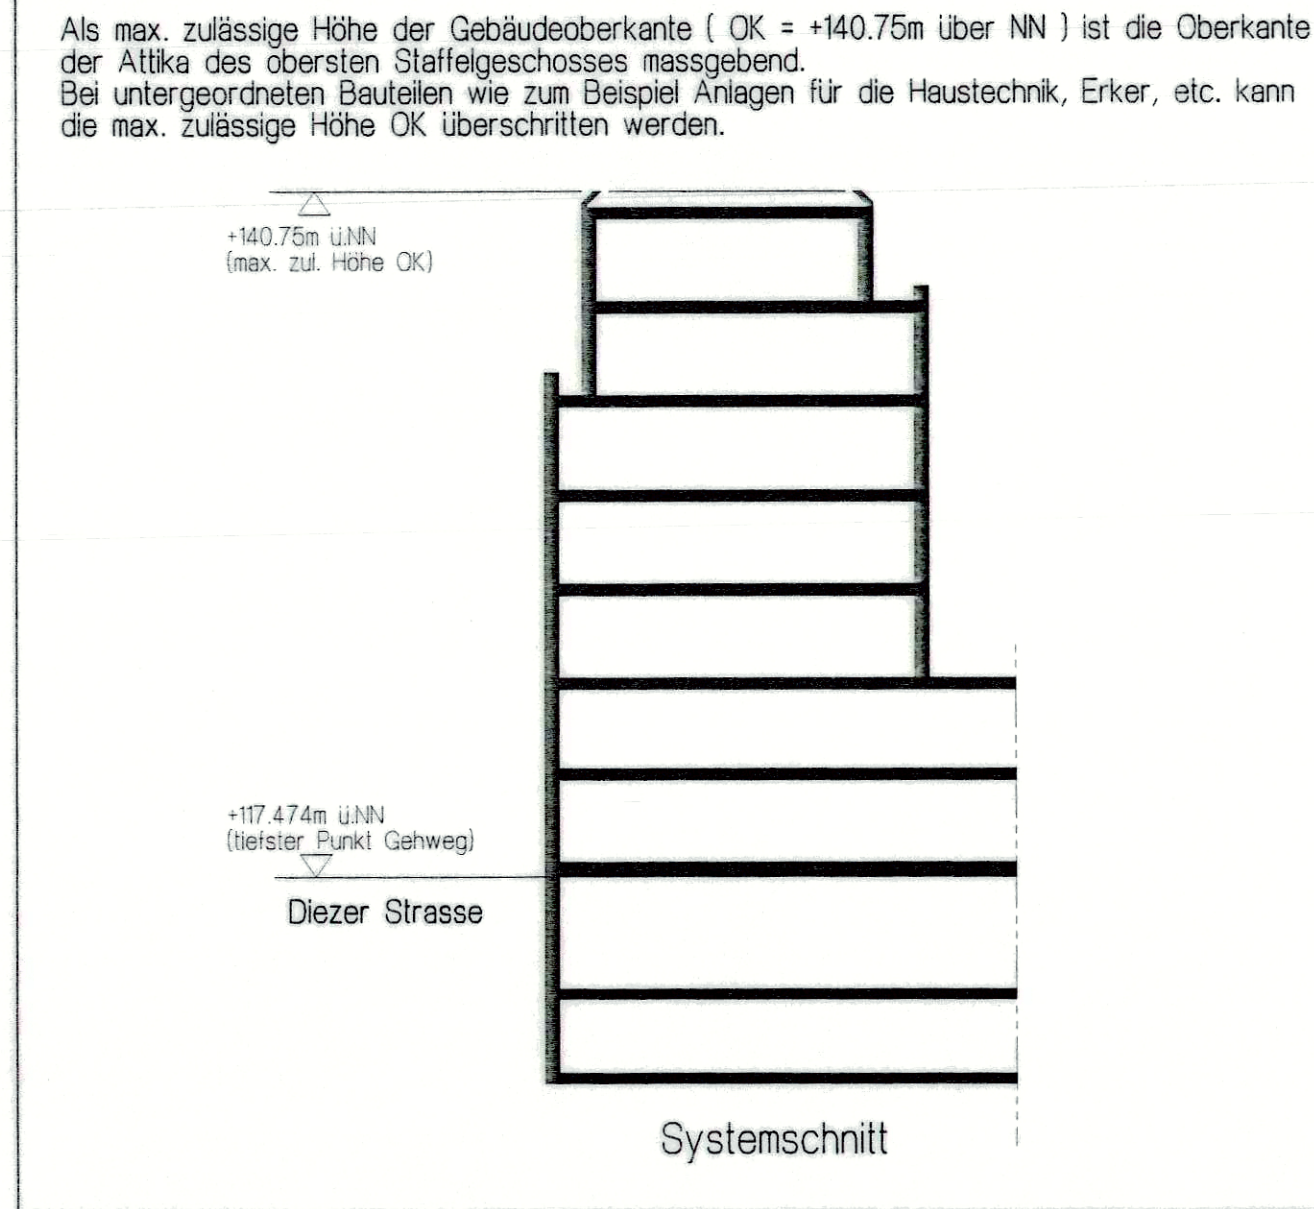 Als max. zulässige Höhe der Gebäudeoberkante ( OK = +140.75m über NN ) ist die Oberkante
der Attika des obersten Staffelgeschosses massgebend.
Bei untergeordneten Bauteilen wie zum Beispiel Anlagen für die Haustechnik, Erker, etc. kann
die max. zulässige Höhe OK überschritten werden.
+140.75m ü.NN
(max. zul. Höhe OK)
+117.474m ü.NN
(tiefster Punkt Gehweg)
Diezer Strasse
Systemschnitt